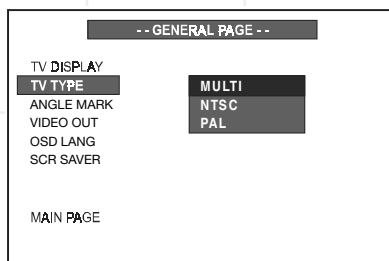 -- GENERAL PAGE --
TV DISPLAY
TV TYPE
ANGLE MARK
VIDEO OUT
OSD LANG
SCR SAVER
MULTI
NTSC
PAL
MAIN PAGE